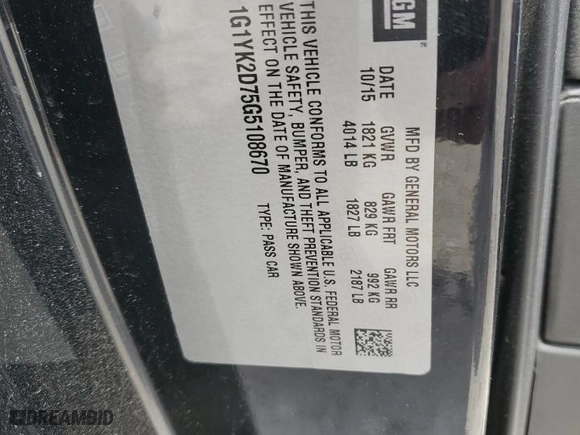 GM
®
MFD BY GENERAL MOTORS LLC
DATE GVWR GAWR FRT GAWR RR
10/15 1821 KG 829 KG 992 KG
4014 LB 1827 LB 2187 LB
THIS VEHICLE CONFORMS TO ALL APPLICABLE U.S. FEDERAL MOTOR
VEHICLE SAFETY, BUMPER, AND THEFT PREVENTION STANDARDS IN
EFFECT ON THE DATE OF MANUFACTURE SHOWN ABOVE.
1G1YK2D75G5108670 TYPE: PASS CAR
DREAMBID